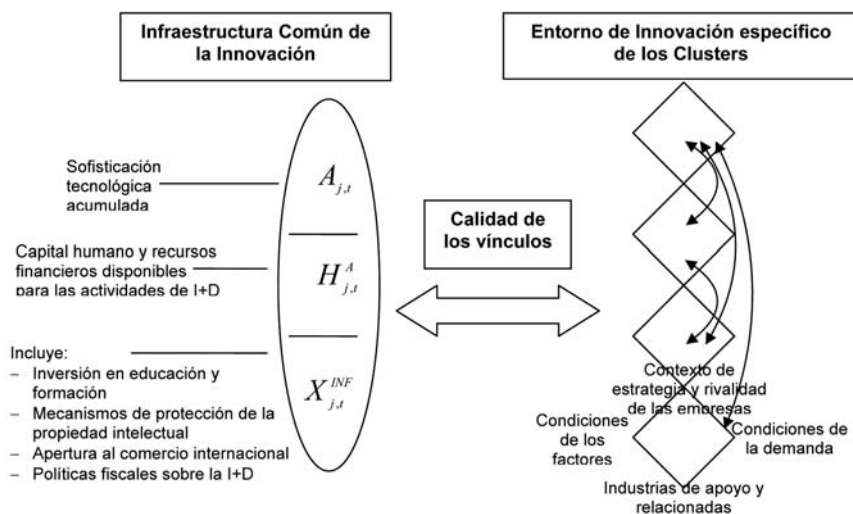 Infraestructura Común de
la Innovación
Entorno de Innovación específico
de los Clusters
Sofisticación
tecnológica
acumulada
A j,t
Calidad de
los vínculos
Capital humano y recursos
financieros disponibles
para las actividades de I+D
H A j,t
Incluye:
– Inversión en educación y
formación
– Mecanismos de protección de la
propiedad intelectual
– Apertura al comercio internacional
– Políticas fiscales sobre la I+D
X INF j,t
Contexto de
estrategia y rivalidad
de las empresas
Condiciones
de los
factores
Condiciones de
la demanda
Industrias de apoyo y
relacionadas